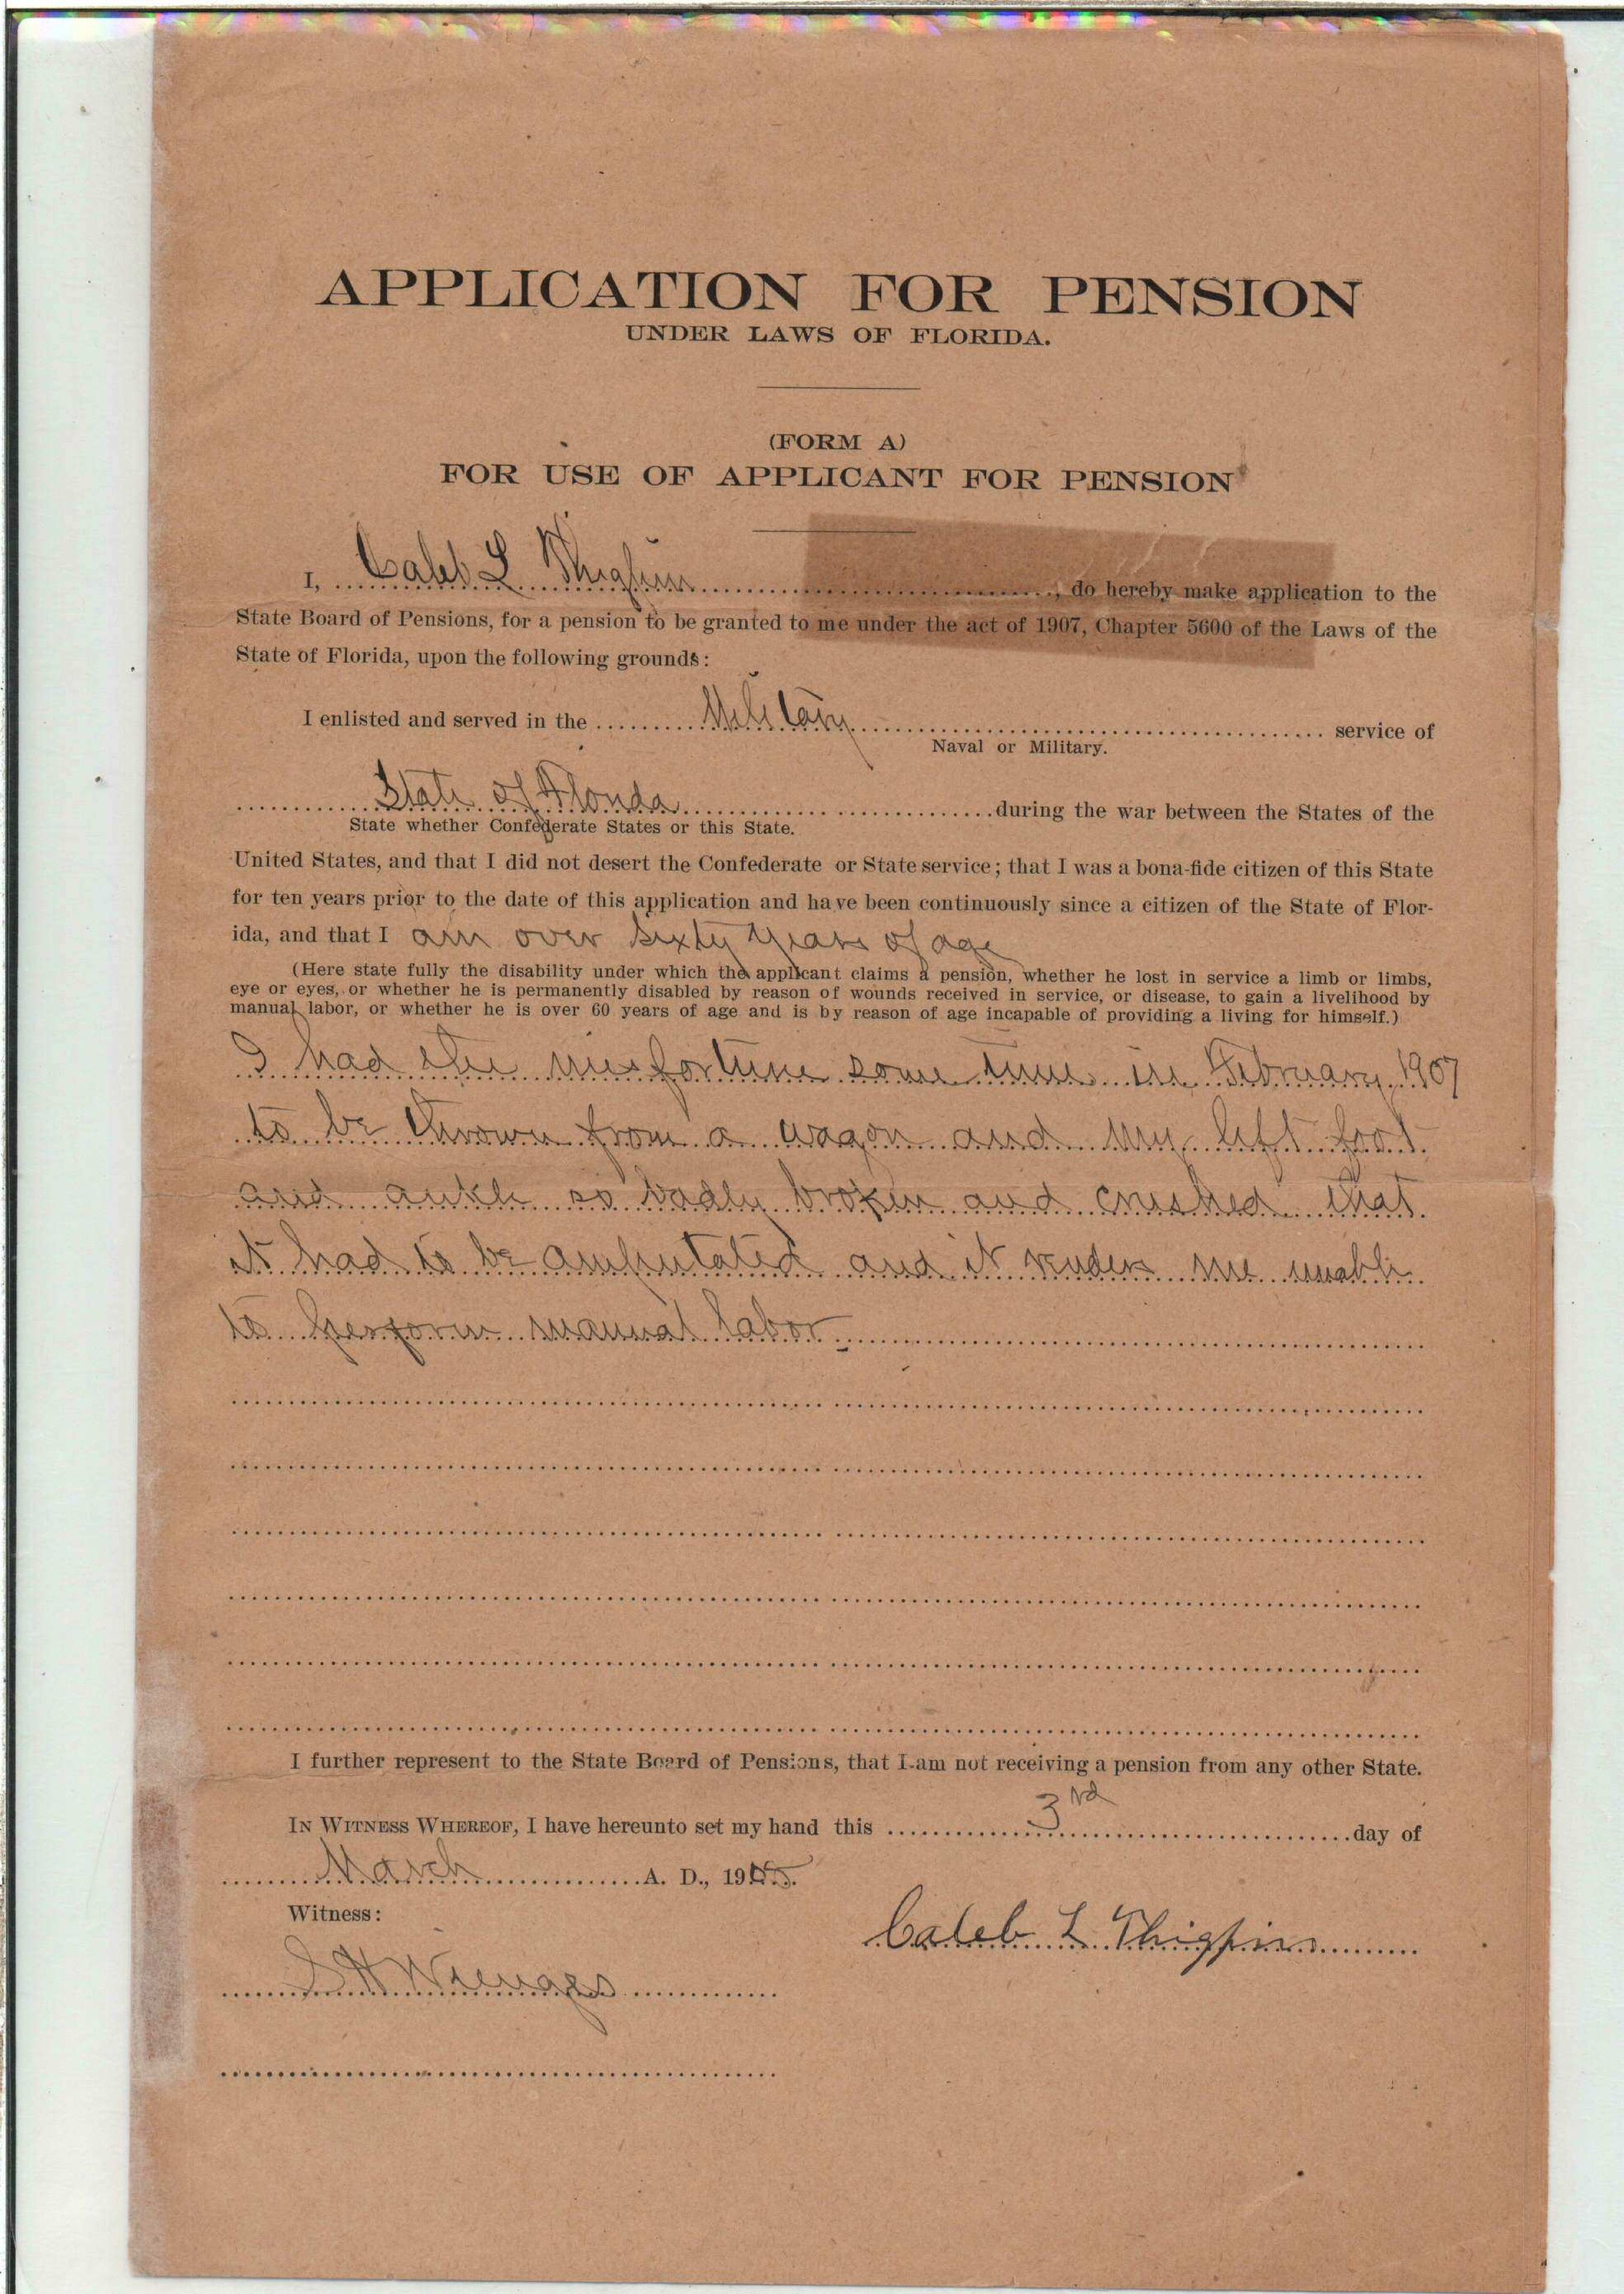 APPLICATION FOR PENSION
UNDER LAWS OF FLORIDA.
(FORM A)
FOR USE OF APPLICANT FOR PENSION
I, Caleb L Thigpin, do hereby make application to the
State Board of Pensions, for a pension to be granted to me under the act of 1907, Chapter 5600 of the Laws of the
State of Florida, upon the following grounds:
I enlisted and served in the Military service of
Naval or Military.
State of Florida during the war between the States of the
State whether Confederate States or this State.
United States, and that I did not desert the Confederate or State service; that I was a bona-fide citizen of this State
for ten years prior to the date of this application and have been continuously since a citizen of the State of Flor-
ida, and that I am over sixty years of age
(Here state fully the disability under which the applicant claims a pension, whether he lost in service a limb or limbs,
eye or eyes, or whether he is permanently disabled by reason of wounds received in service, or disease, to gain a livelihood by
manual labor, or whether he is over 60 years of age and is by reason of age incapable of providing a living for himself.)
I had the misfortune some time in February, 1907
to be thrown from a wagon and my left foot
and ankle so badly broken and crushed that
it had to be amputated and it renders me unable
to perform manual labor
I further represent to the State Board of Pensions, that I am not receiving a pension from any other State.
IN WITNESS WHEREOF, I have hereunto set my hand this 3rd day of
March A. D., 190
Witness:
Caleb L Thigpin
S H